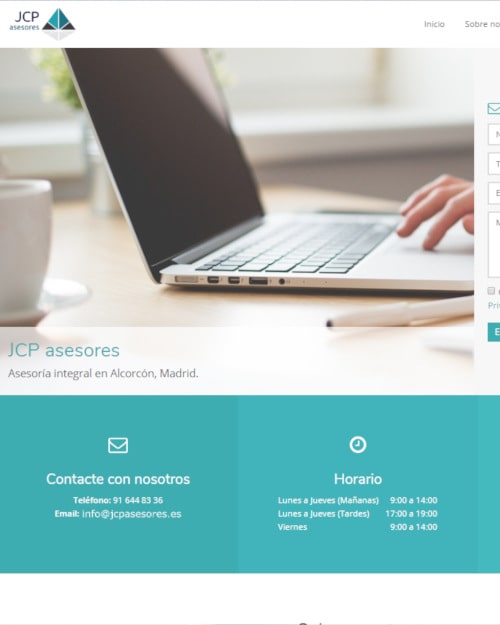 JCP
asesores
Inicio
Sobre no
JCP asesores
Asesoría integral en Alcorcón, Madrid.
Contacte con nosotros
Teléfono: 91 644 83 36
Email: info@jcpasesores.es
Horario
Lunes a Jueves (Mañanas) 9:00 a 14:00
Lunes a Jueves (Tardes) 17:00 a 19:00
Viernes 9:00 a 14:00